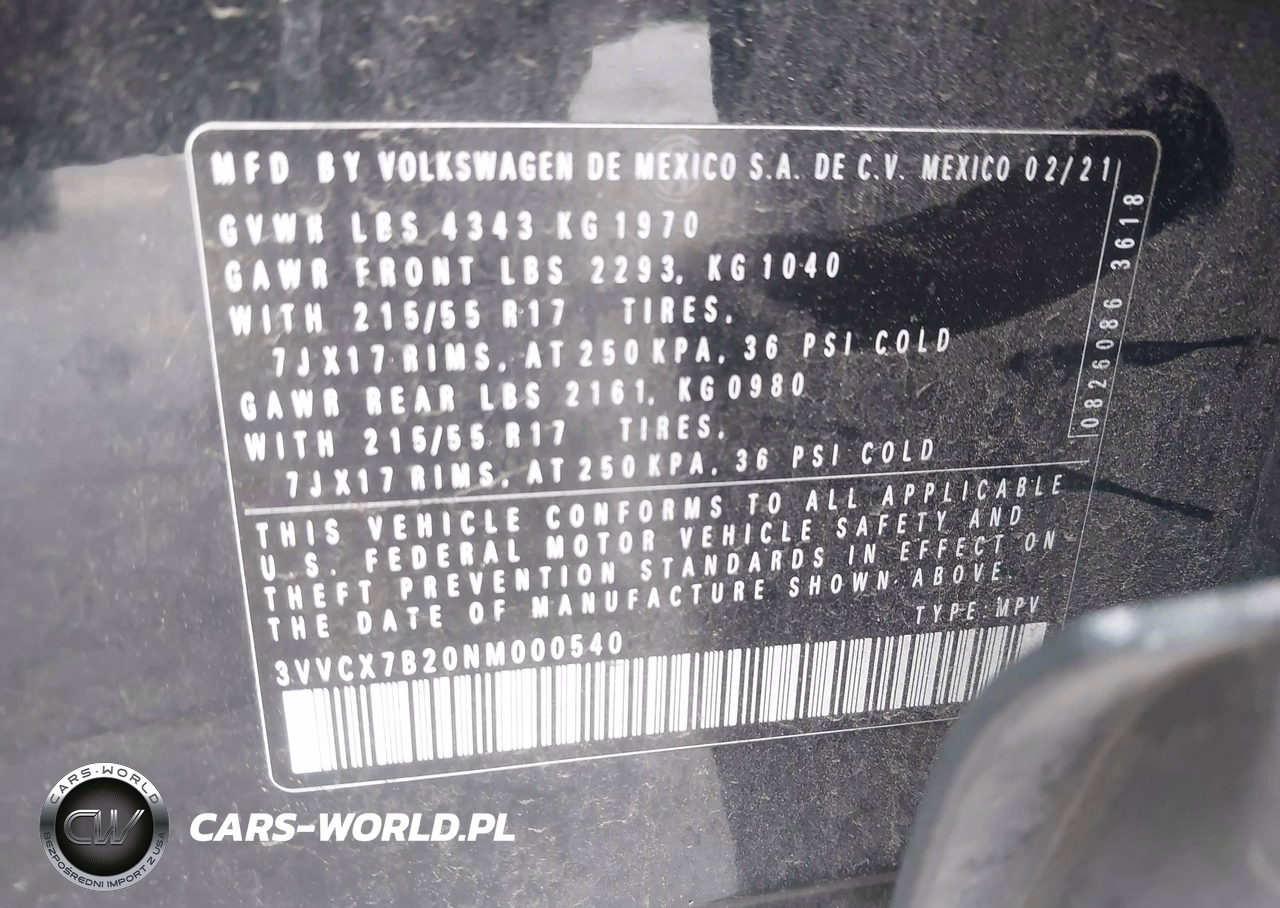 MFD BY VOLKSWAGEN DE MEXICO S.A. DE C.V. MEXICO 02/21
GVWR LBS 4343 KG 1970
GAWR FRONT LBS 2293, KG 1040
WITH 215/55 R17 TIRES,
7JX17 RIMS, AT 250 KPA, 36 PSI COLD
GAWR REAR LBS 2161, KG 0980
WITH 215/55 R17 TIRES,
7JX17 RIMS, AT 250 KPA, 36 PSI COLD
0826086 3618
THIS VEHICLE CONFORMS TO ALL APPLICABLE
U.S. FEDERAL MOTOR VEHICLE SAFETY AND
THEFT PREVENTION STANDARDS IN EFFECT ON
THE DATE OF MANUFACTURE SHOWN ABOVE.
TYPE: MPV
3VVCX7B20NM000540
CARS-WORLD
CW
BEZPOŚREDNI IMPORT Z USA
CARS-WORLD.PL